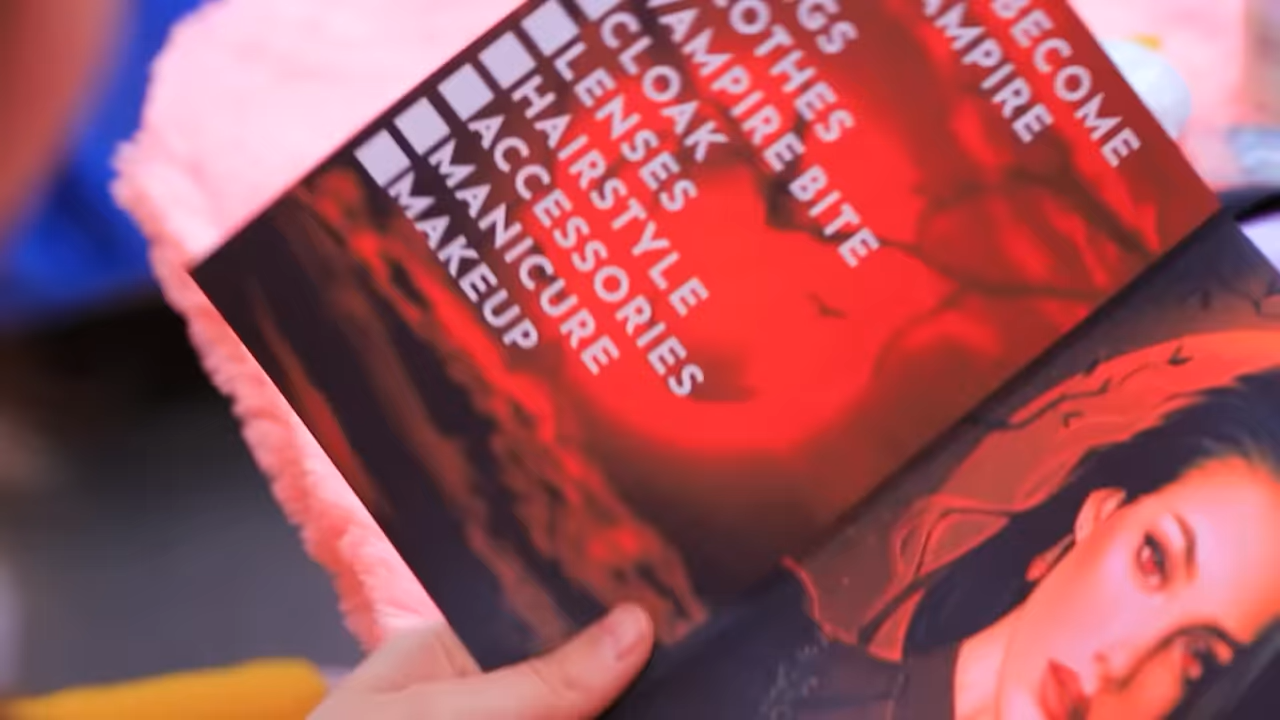 BECOME
AMPIRE
GS
OTHES
VAMPIRE BITE
CLOAK
LENSES
HAIRSTYLE
ACCESSORIES
MANICURE
MAKEUP